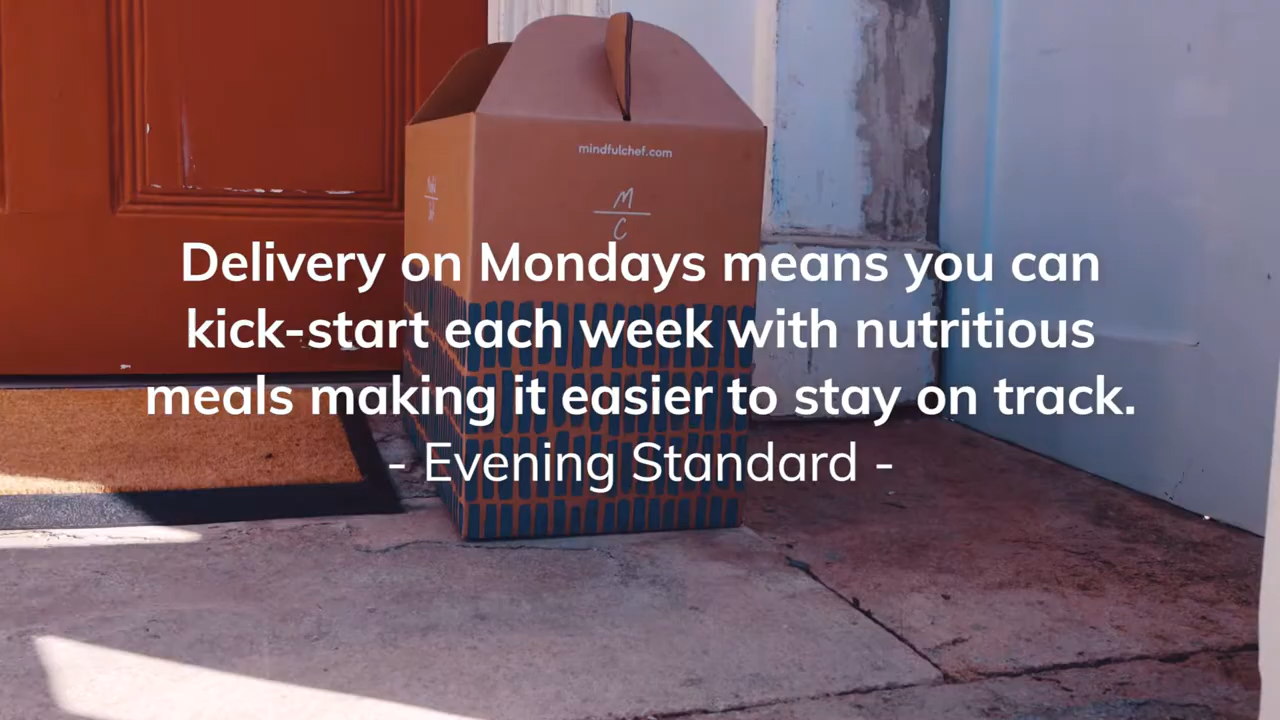 mindfulchef.com
M
C
Delivery on Mondays means you can
kick-start each week with nutritious
meals making it easier to stay on track.
- Evening Standard -